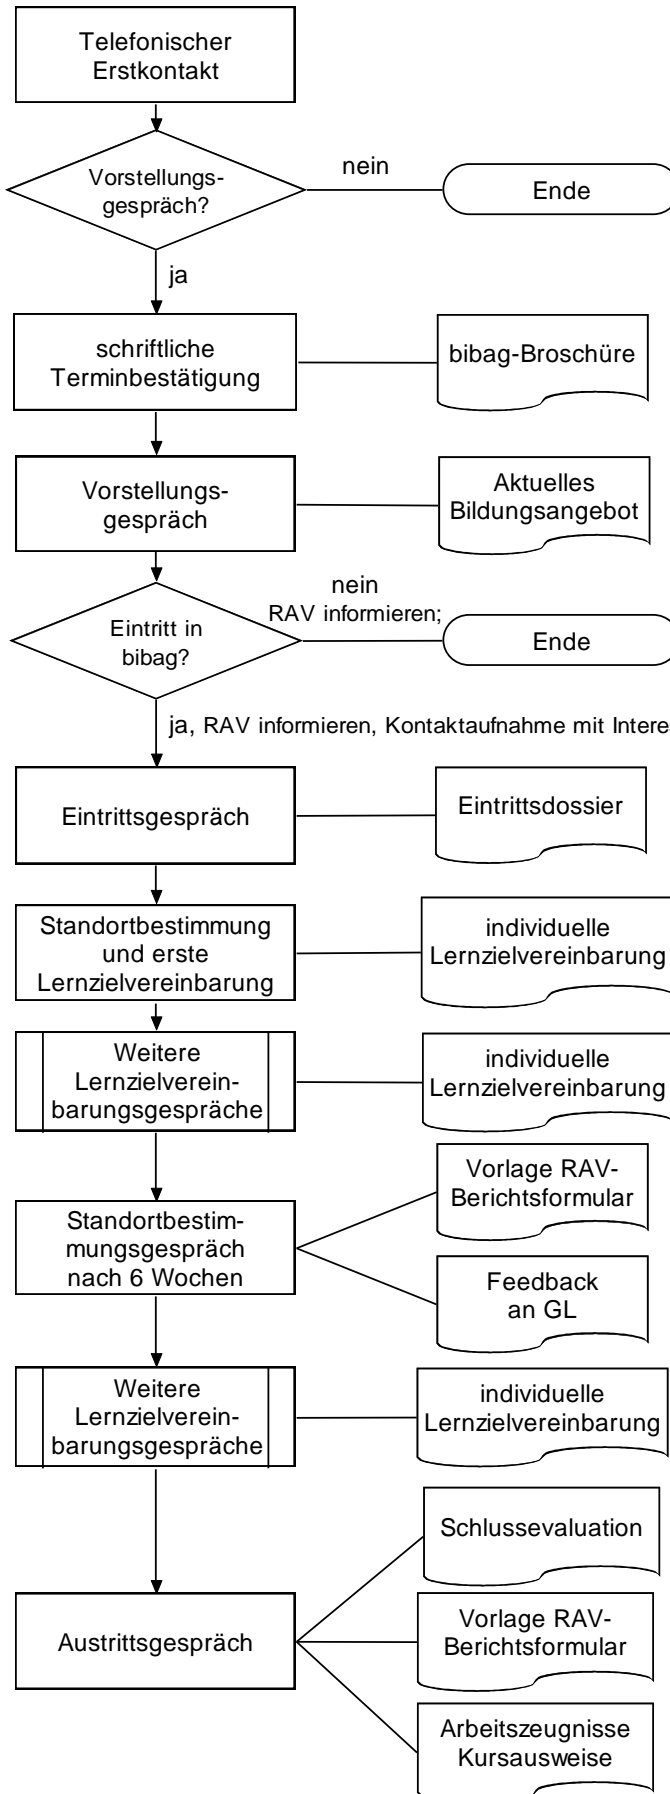 Telefonischer
Erstkontakt
Vorstellungs-
gespräch?
nein
Ende
ja
schriftliche
Terminbestätigung
bibag-Broschüre
Vorstellungs-
gespräch
Aktuelles
Bildungsangebot
Eintritt in
bibag?
nein
RAV informieren;
Ende
ja, RAV informieren, Kontaktaufnahme mit
Eintrittsgespräch
Eintrittsdossier
Standortbestimmung
und erste
Lernzielvereinbarung
individuelle
Lernzielvereinbarung
Weitere
Lernzielverein-
barungsgespräche
individuelle
Lernzielvereinbarung
Standortbestim-
mungsgespräch
nach 6 Wochen
Vorlage RAV-
Berichtsformular
Feedback
an GL
Weitere
Lernzielverein-
barungsgespräche
individuelle
Lernzielvereinbarung
Austrittsgespräch
Schlussevaluation
Vorlage RAV-
Berichtsformular
Arbeitszeugnisse
Kursausweise